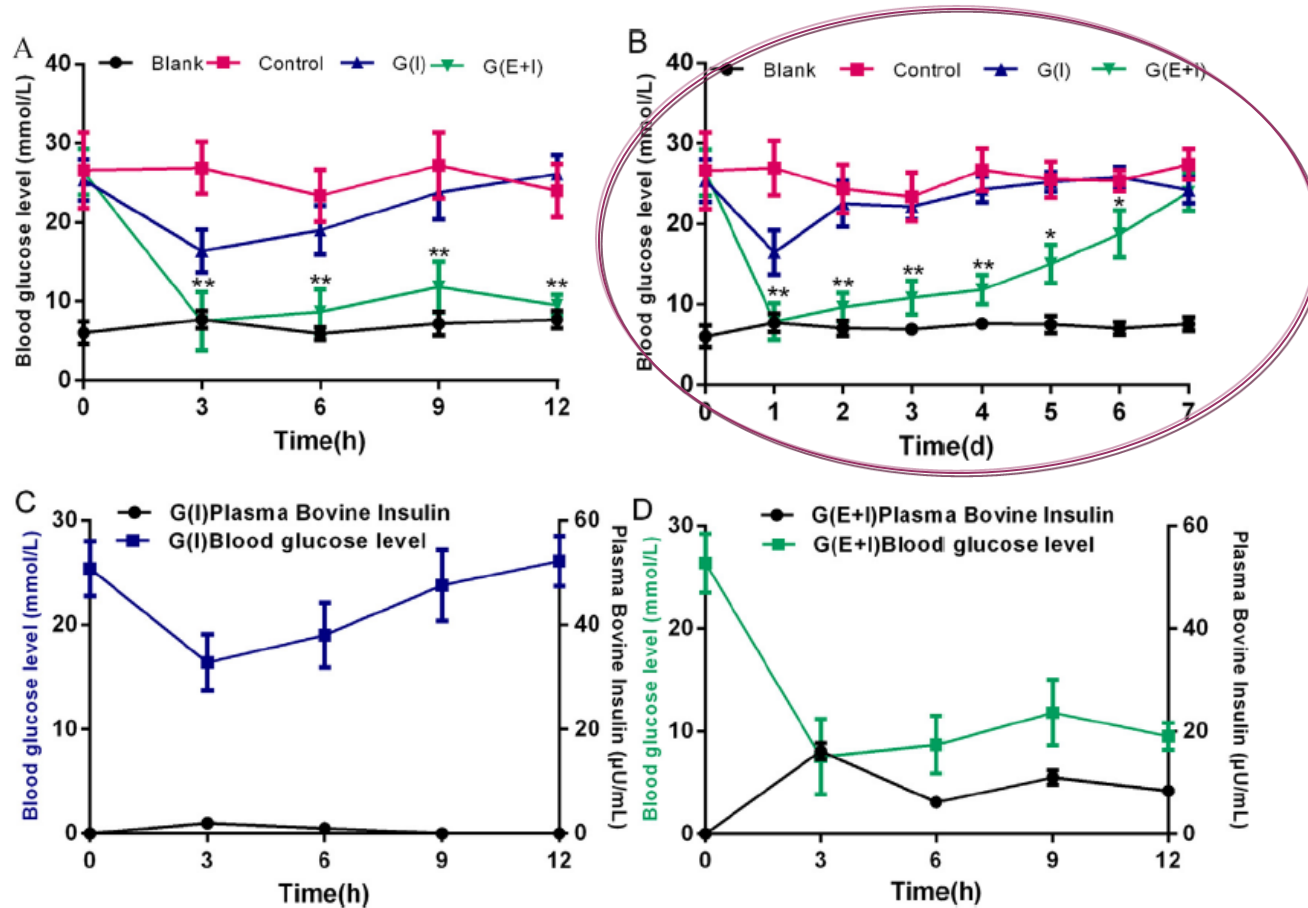 A
Blank Control G(I) G(E+I)
Blood glucose level (mmol/L)
40
30
20
10
0
** ** ** **
0 3 6 9 12
Time(h)
B
Blank Control G(I) G(E+I)
Blood glucose level (mmol/L)
40
30
20
10
0
** ** ** ** * *
0 1 2 3 4 5 6 7
Time(d)
C
G(I)Plasma Bovine Insulin
G(I)Blood glucose level
Blood glucose level (mmol/L)
30
20
10
0
60
40
20
0
Plasma Bovine Insulin (µU/mL)
0 3 6 9 12
Time(h)
D
G(E+I)Plasma Bovine Insulin
G(E+I)Blood glucose level
Blood glucose level (mmol/L)
30
20
10
0
60
40
20
0
Plasma Bovine Insulin (µU/mL)
0 3 6 9 12
Time(h)